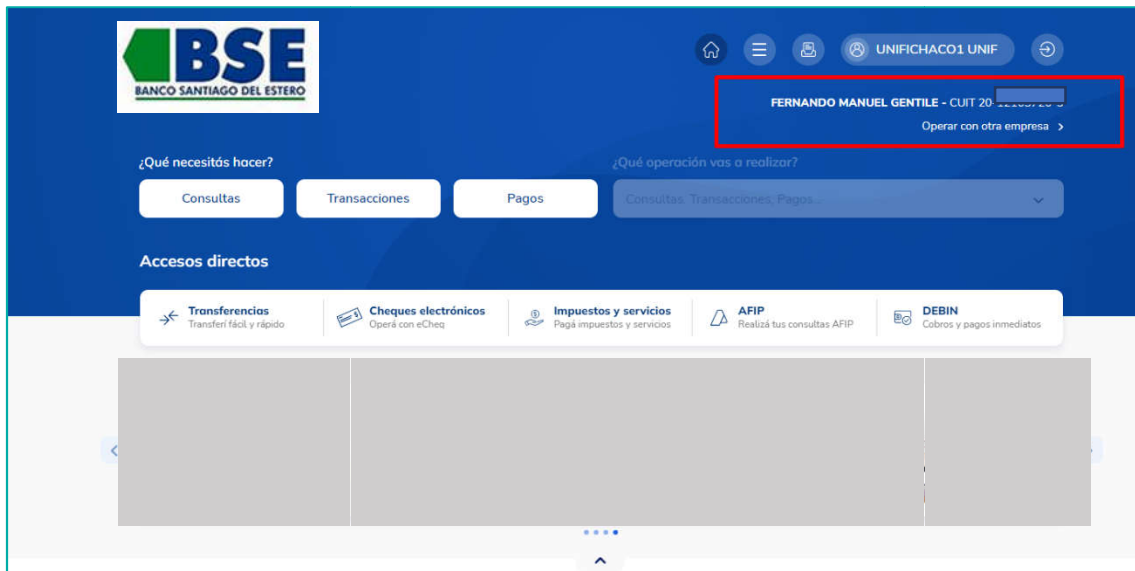 BSE
BANCO SANTIAGO DEL ESTERO
UNIFICHACO1 UNIF
FERNANDO MANUEL GENTILE - CUIT 20-
Operar con otra empresa
¿Qué necesitás hacer?
¿Qué operación vas a realizar?
Consultas
Transacciones
Pagos
Consultas, Transacciones, Pagos...
Accesos directos
Transferencias
Transferí fácil y rápido
Cheques electrónicos
Operá con eCheq
Impuestos y servicios
Pagá impuestos y servicios
AFIP
Realizá tus consultas AFIP
DEBIN
Cobros y pagos inmediatos